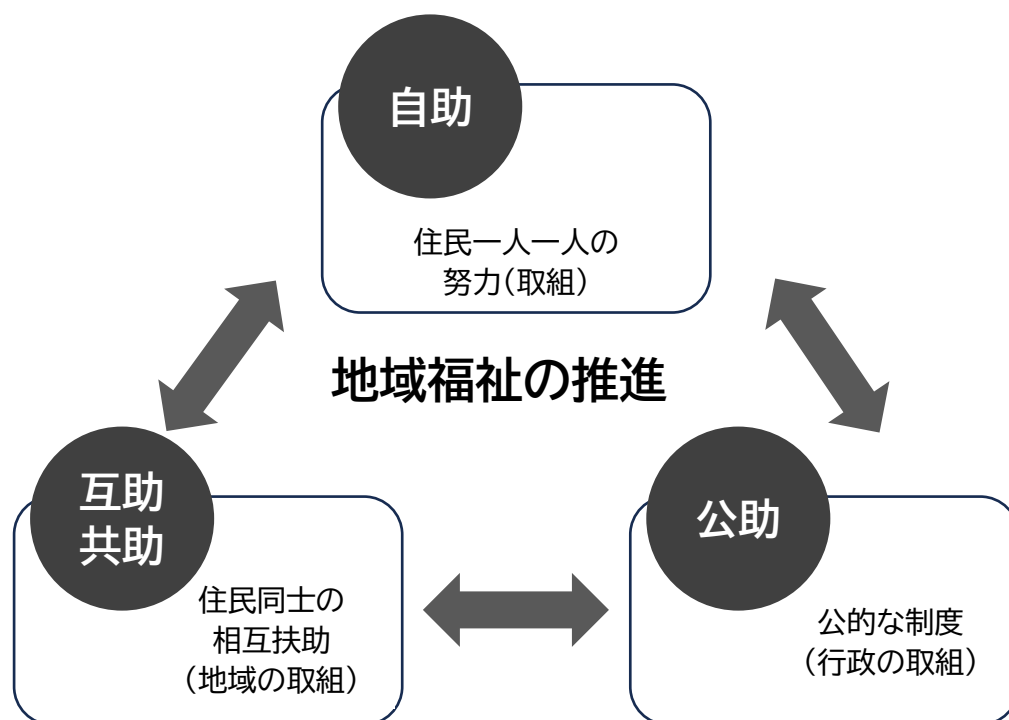 自助
住民一人一人の
努力(取組)
地域福祉の推進
互助
共助
住民同士の
相互扶助
(地域の取組)
公助
公的な制度
(行政の取組)